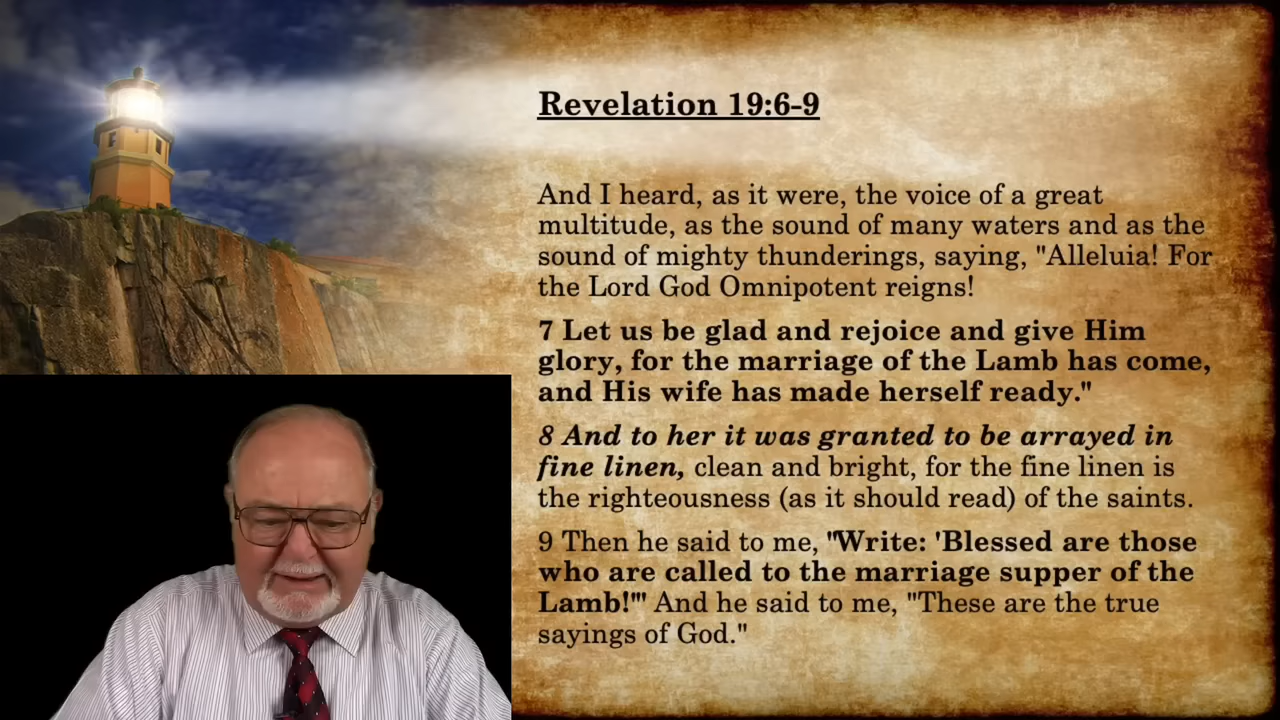 Revelation 19:6-9
And I heard, as it were, the voice of a great
multitude, as the sound of many waters and as the
sound of mighty thunderings, saying, "Alleluia! For
the Lord God Omnipotent reigns!
7 Let us be glad and rejoice and give Him
glory, for the marriage of the Lamb has come,
and His wife has made herself ready."
8 And to her it was granted to be arrayed in
fine linen, clean and bright, for the fine linen is
the righteousness (as it should read) of the saints.
9 Then he said to me, "Write: 'Blessed are those
who are called to the marriage supper of the
Lamb!'" And he said to me, "These are the true
sayings of God."